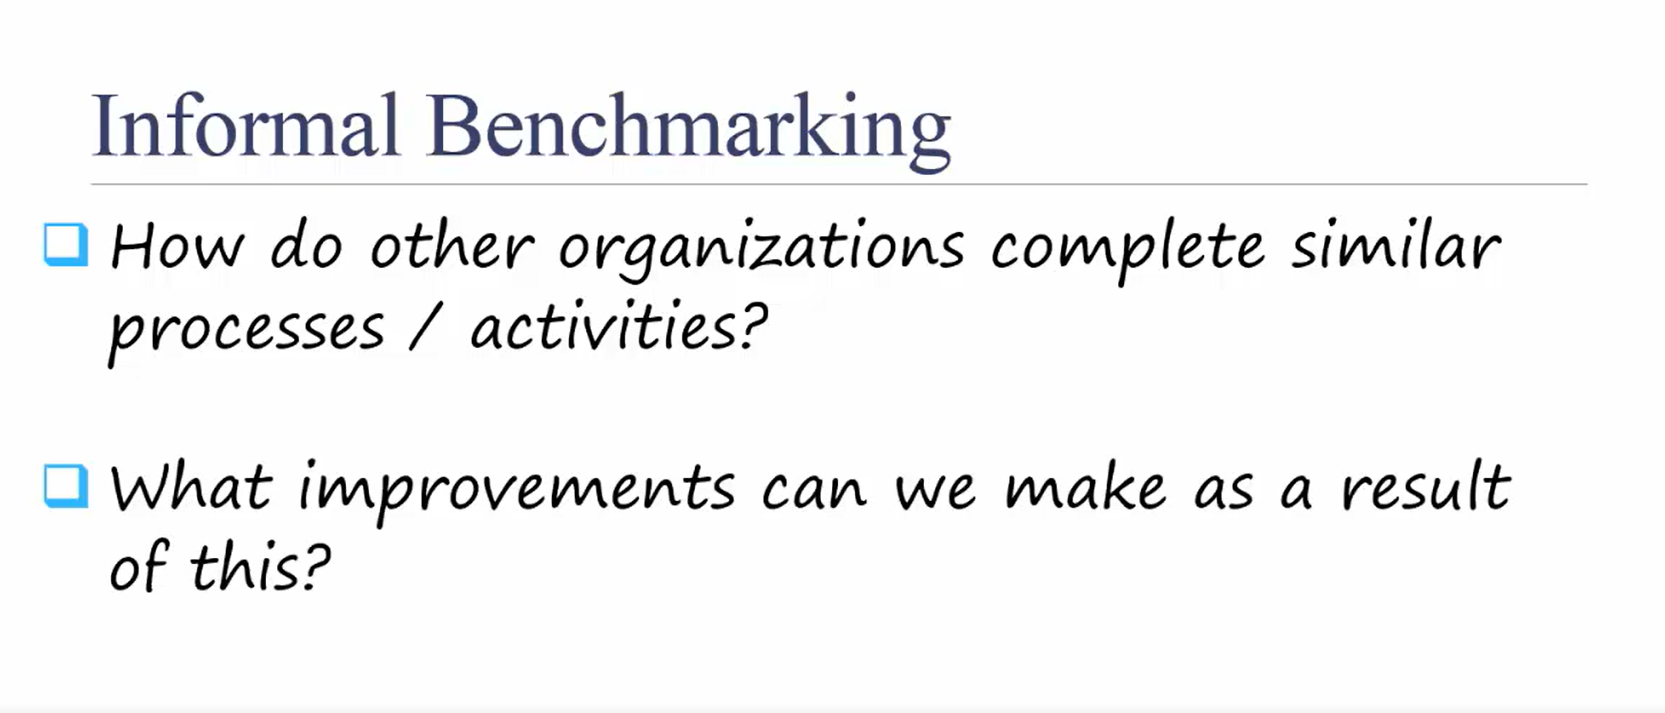 Informal Benchmarking
How do other organizations complete similar
processes / activities?
What improvements can we make as a result
of this?